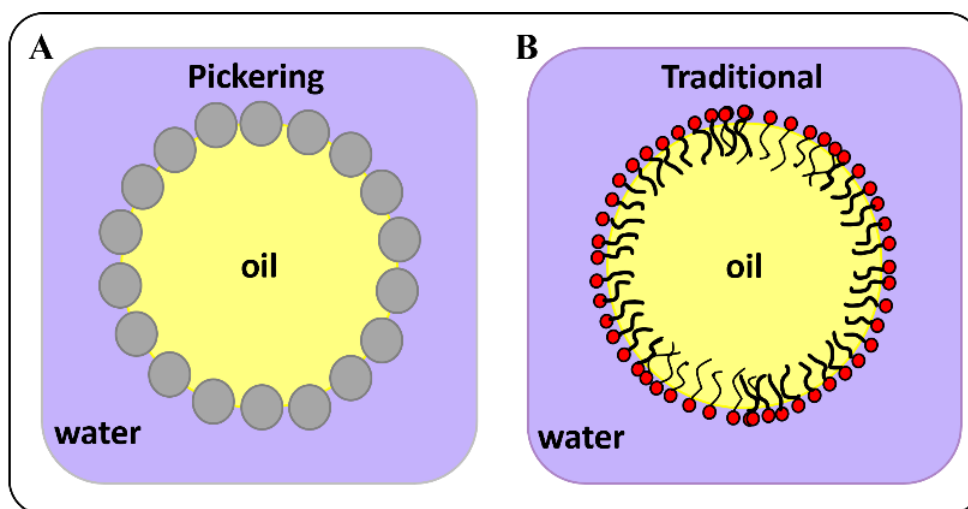 A
Pickering
oil
water
B
Traditional
oil
water